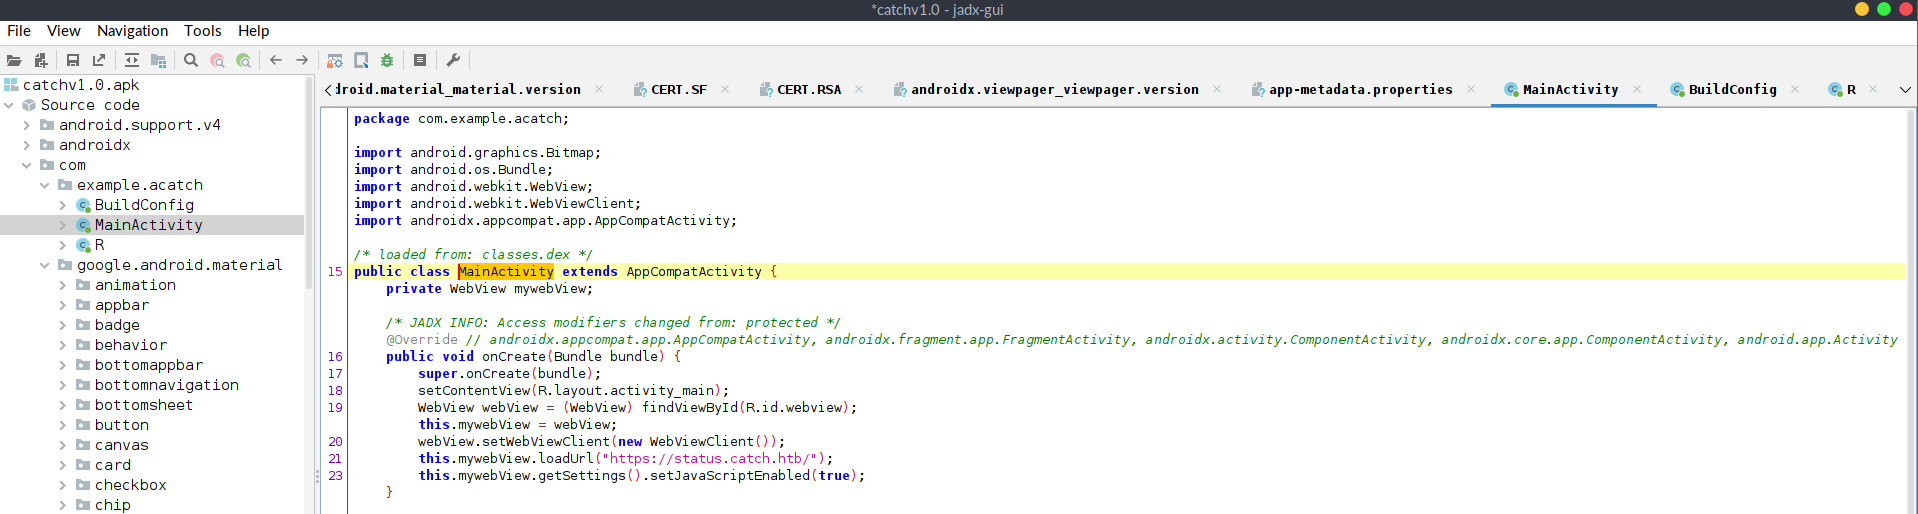 *catchv1.0 - jadx-gui
File View Navigation Tools Help
catchv1.0.apk
Source code
android.support.v4
androidx
com
example.acatch
BuildConfig
MainActivity
R
google.android.material
animation
appbar
badge
behavior
bottomappbar
bottomnavigation
bottomsheet
button
canvas
card
checkbox
chip
droid.material_material.version CERT.SF CERT.RSA androidx.viewpager_viewpager.version app-metadata.properties MainActivity BuildConfig R
package com.example.acatch;
import android.graphics.Bitmap;
import android.os.Bundle;
import android.webkit.WebView;
import android.webkit.WebViewClient;
import androidx.appcompat.app.AppCompatActivity;
/* loaded from: classes.dex */
15 public class MainActivity extends AppCompatActivity {
private WebView mywebView;
/* JADX INFO: Access modifiers changed from: protected */
@Override // androidx.appcompat.app.AppCompatActivity, androidx.fragment.app.FragmentActivity, androidx.activity.ComponentActivity, androidx.core.app.ComponentActivity, android.app.Activity
16 public void onCreate(Bundle bundle) {
17 super.onCreate(bundle);
18 setContentView(R.layout.activity_main);
19 WebView webView = (WebView) findViewById(R.id.webview);
this.mywebView = webView;
20 webView.setWebViewClient(new WebViewClient());
21 this.mywebView.loadUrl("https://status.catch.htb/");
23 this.mywebView.getSettings().setJavaScriptEnabled(true);
}